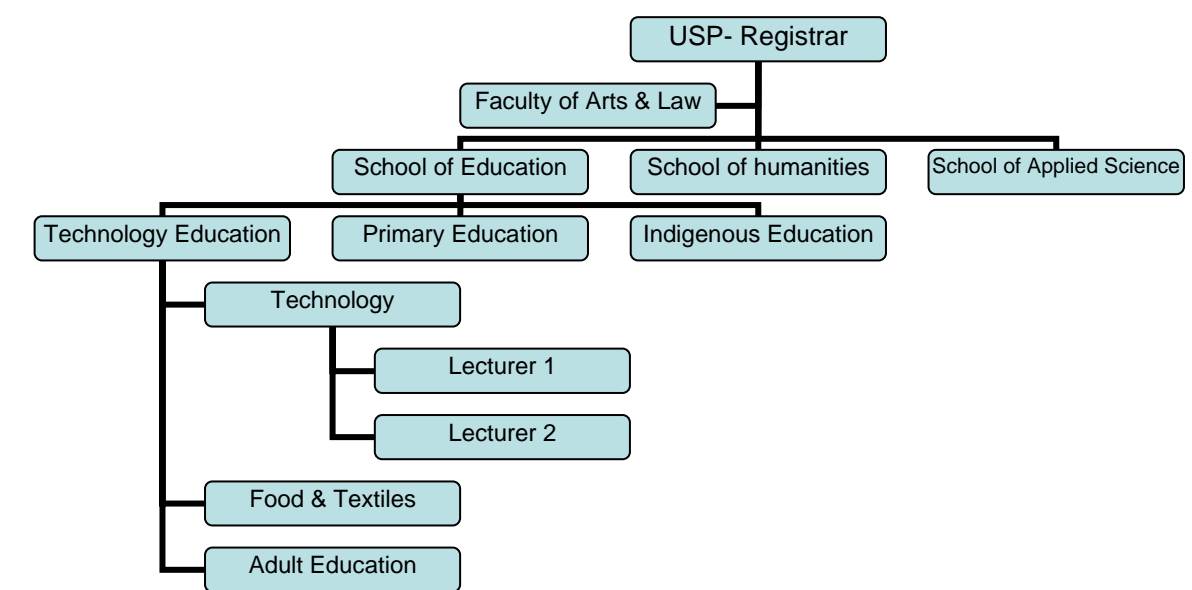 USP- Registrar
Faculty of Arts & Law
School of Education
School of humanities
School of Applied Science
Technology Education
Primary Education
Indigenous Education
Technology
Lecturer 1
Lecturer 2
Food & Textiles
Adult Education